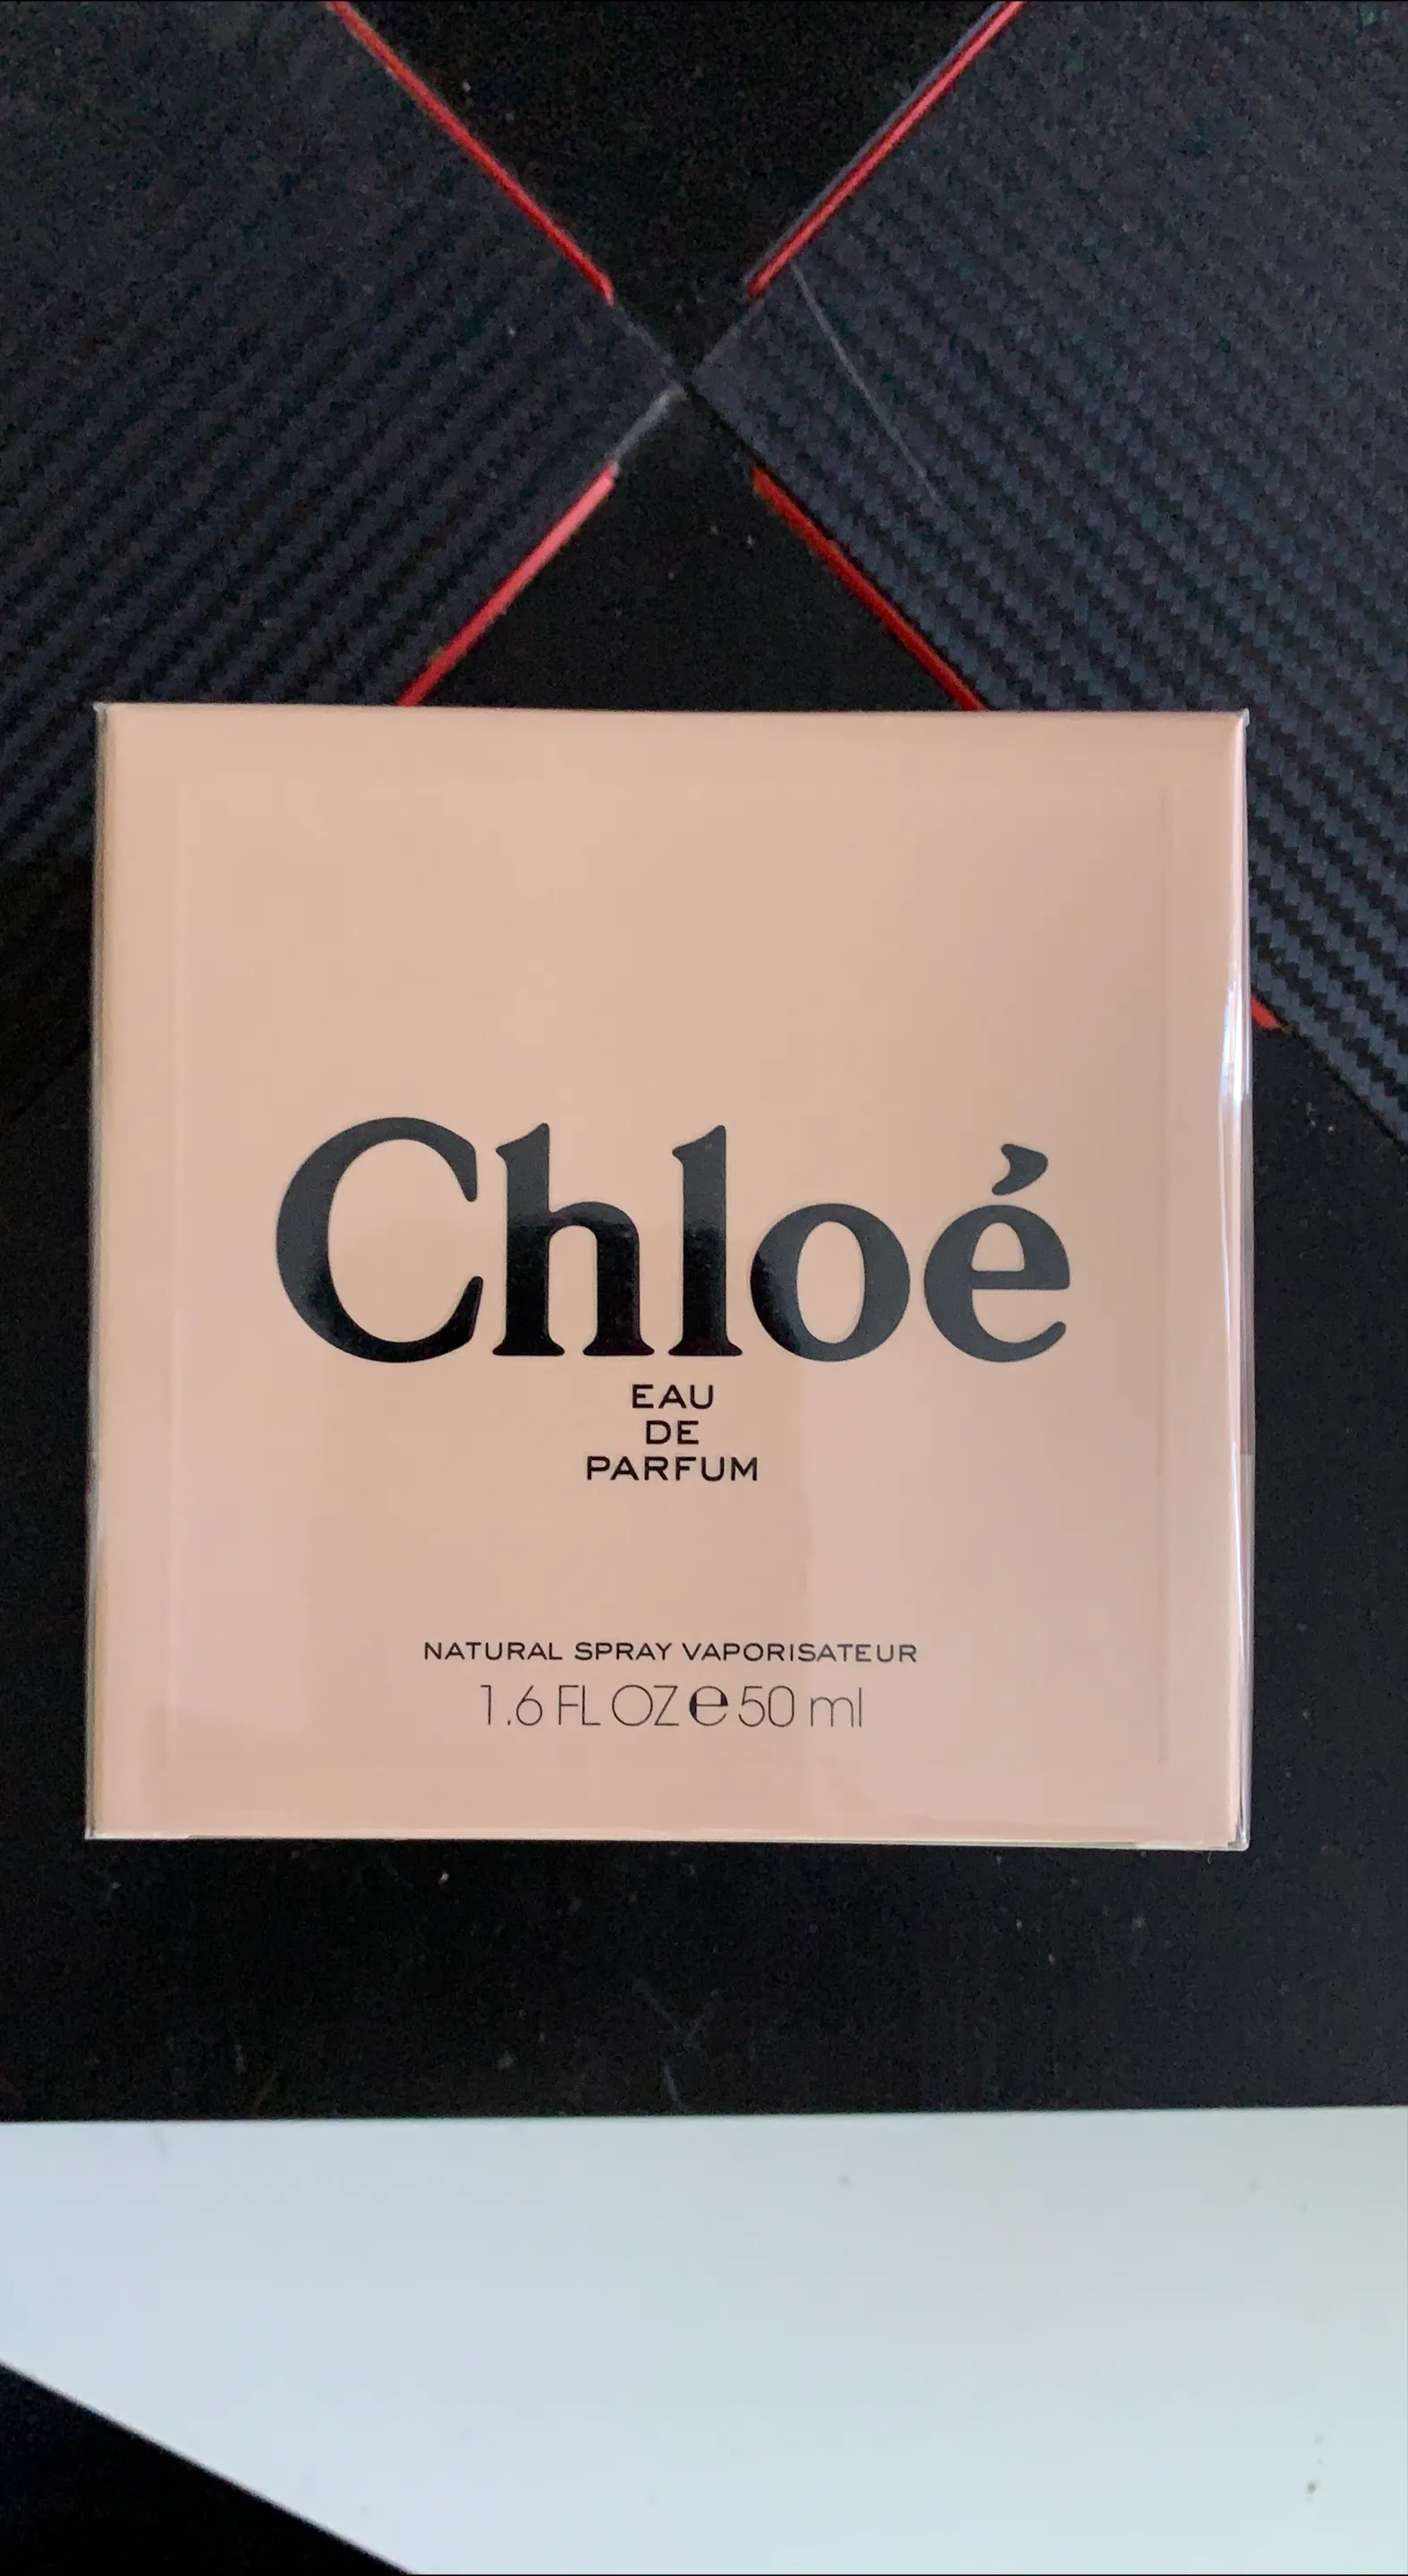 Chloé
EAU
DE
PARFUM
NATURAL SPRAY VAPORISATEUR
1.6 FL OZ ℮ 50 ml